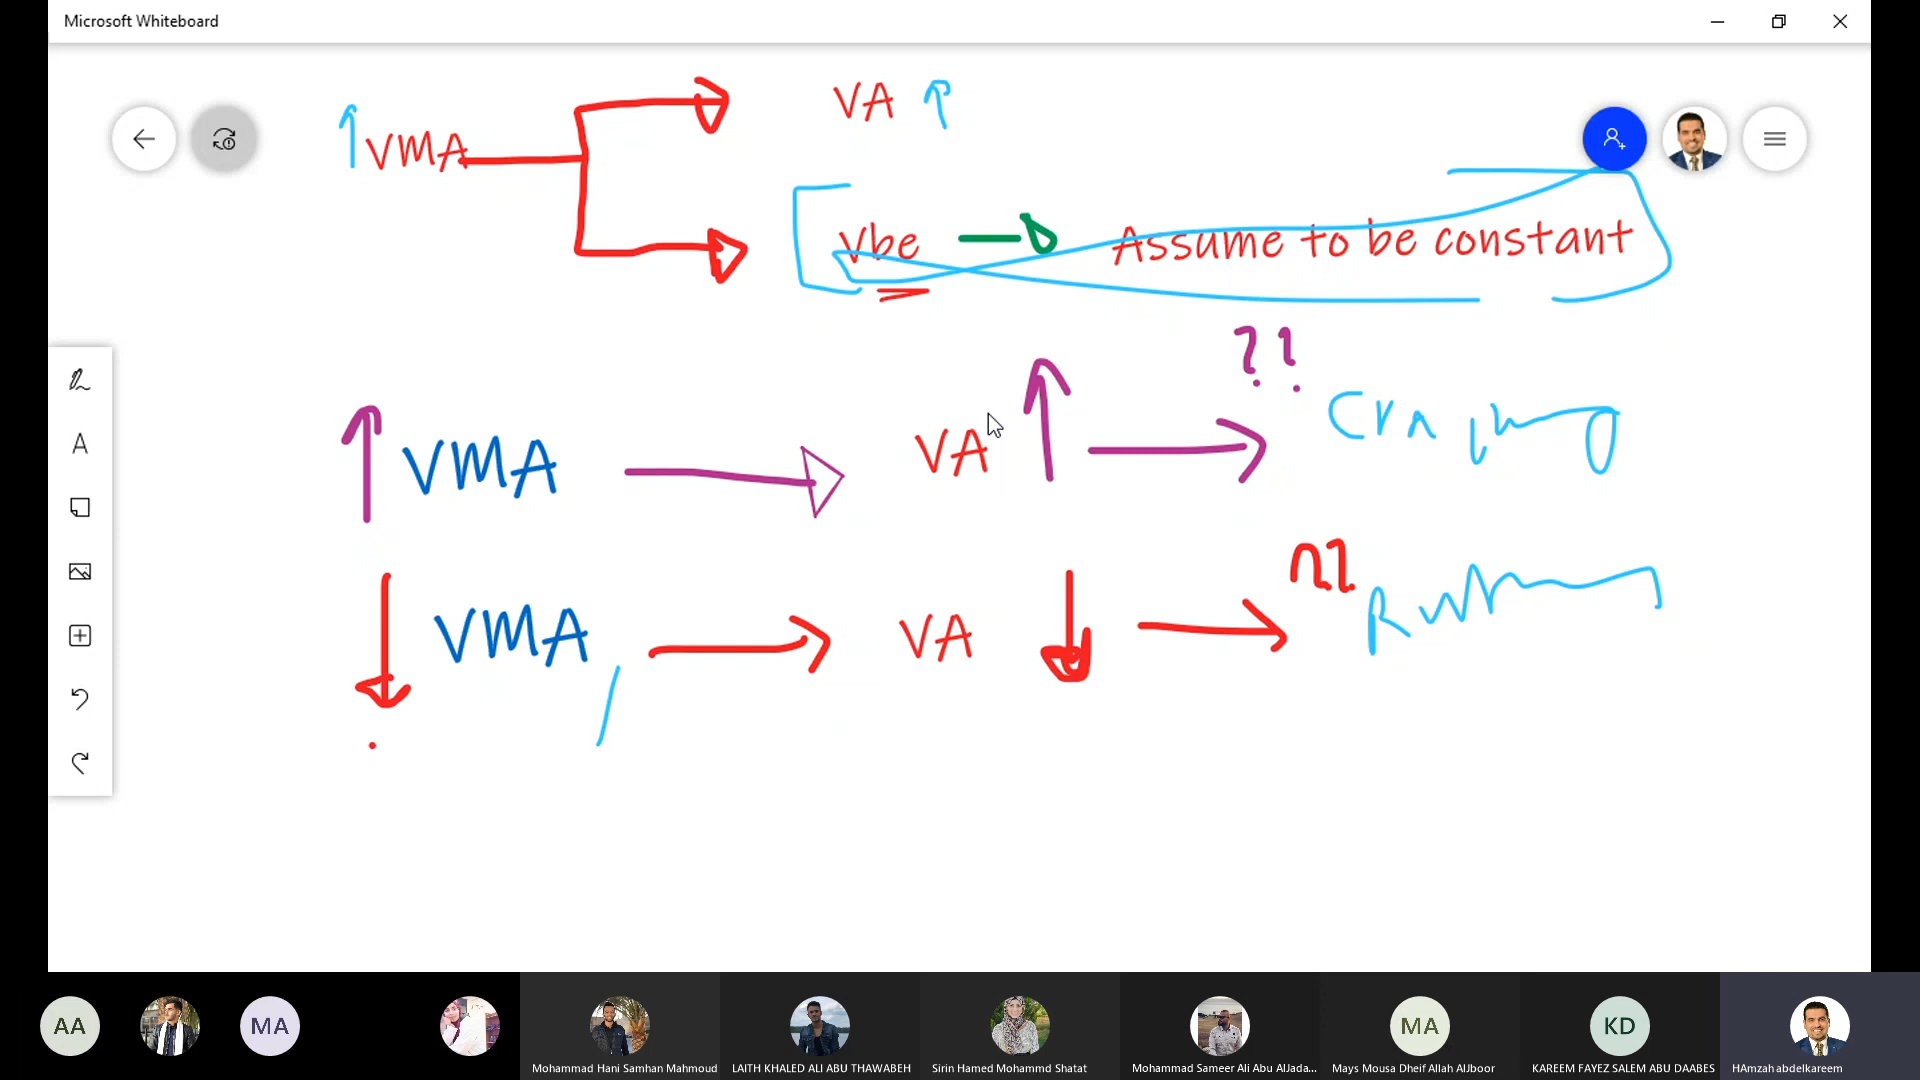 Microsoft Whiteboard
↑ VMA
VA ↑
Vbe → Assume to be constant
↑ VMA → VA ↑ → ??
↓ VMA → VA ↓ →
A
AA
MA
MA
KD
Mohammad Hani Samhan Mahmoud
LAITH KHALED ALI ABU THAWABEH
Sirin Hamed Mohammd Shatat
Mohammad Sameer Ali Abu AlJada...
Mays Mousa Dheif Allah AlJboor
KAREEM FAYEZ SALEM ABU DAABES
HAmzah abdelkareem